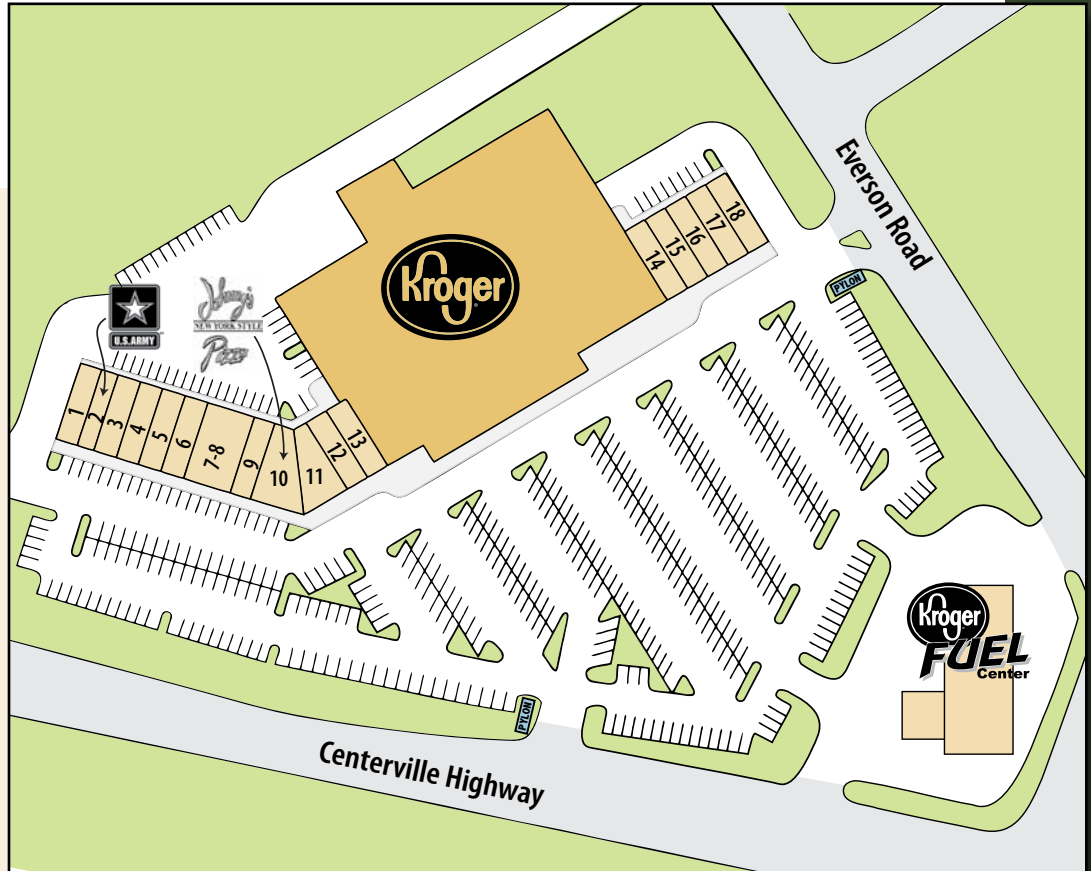 Everson Road
18
17
16
15
14
Kroger
PYLON
U.S. ARMY
Johnny's
NEW YORK STYLE
Pizza
1
2
3
4
5
6
7-8
9
10
11
12
13
Kroger
FUEL
Center
PYLON
Centerville Highway